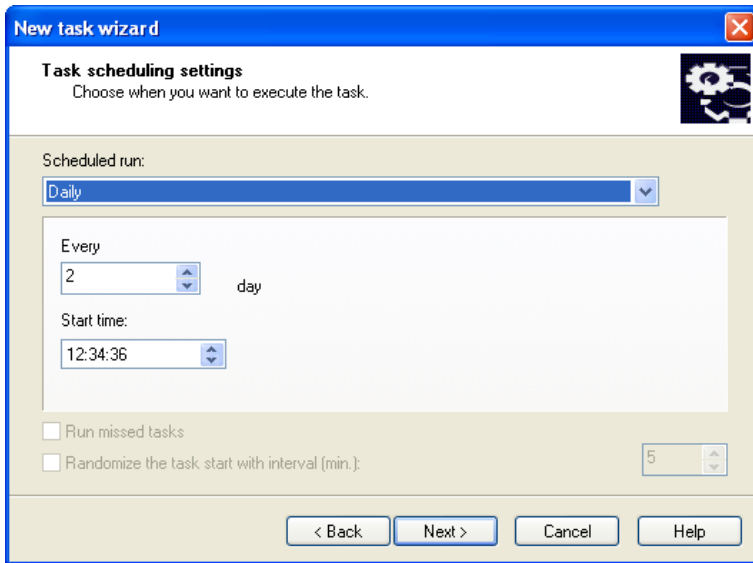 New task wizard
Task scheduling settings
Choose when you want to execute the task.
Scheduled run:
Daily
Every
2 day
Start time:
12:34:36
Run missed tasks
Randomize the task start with interval (min.): 5
< Back Next > Cancel Help